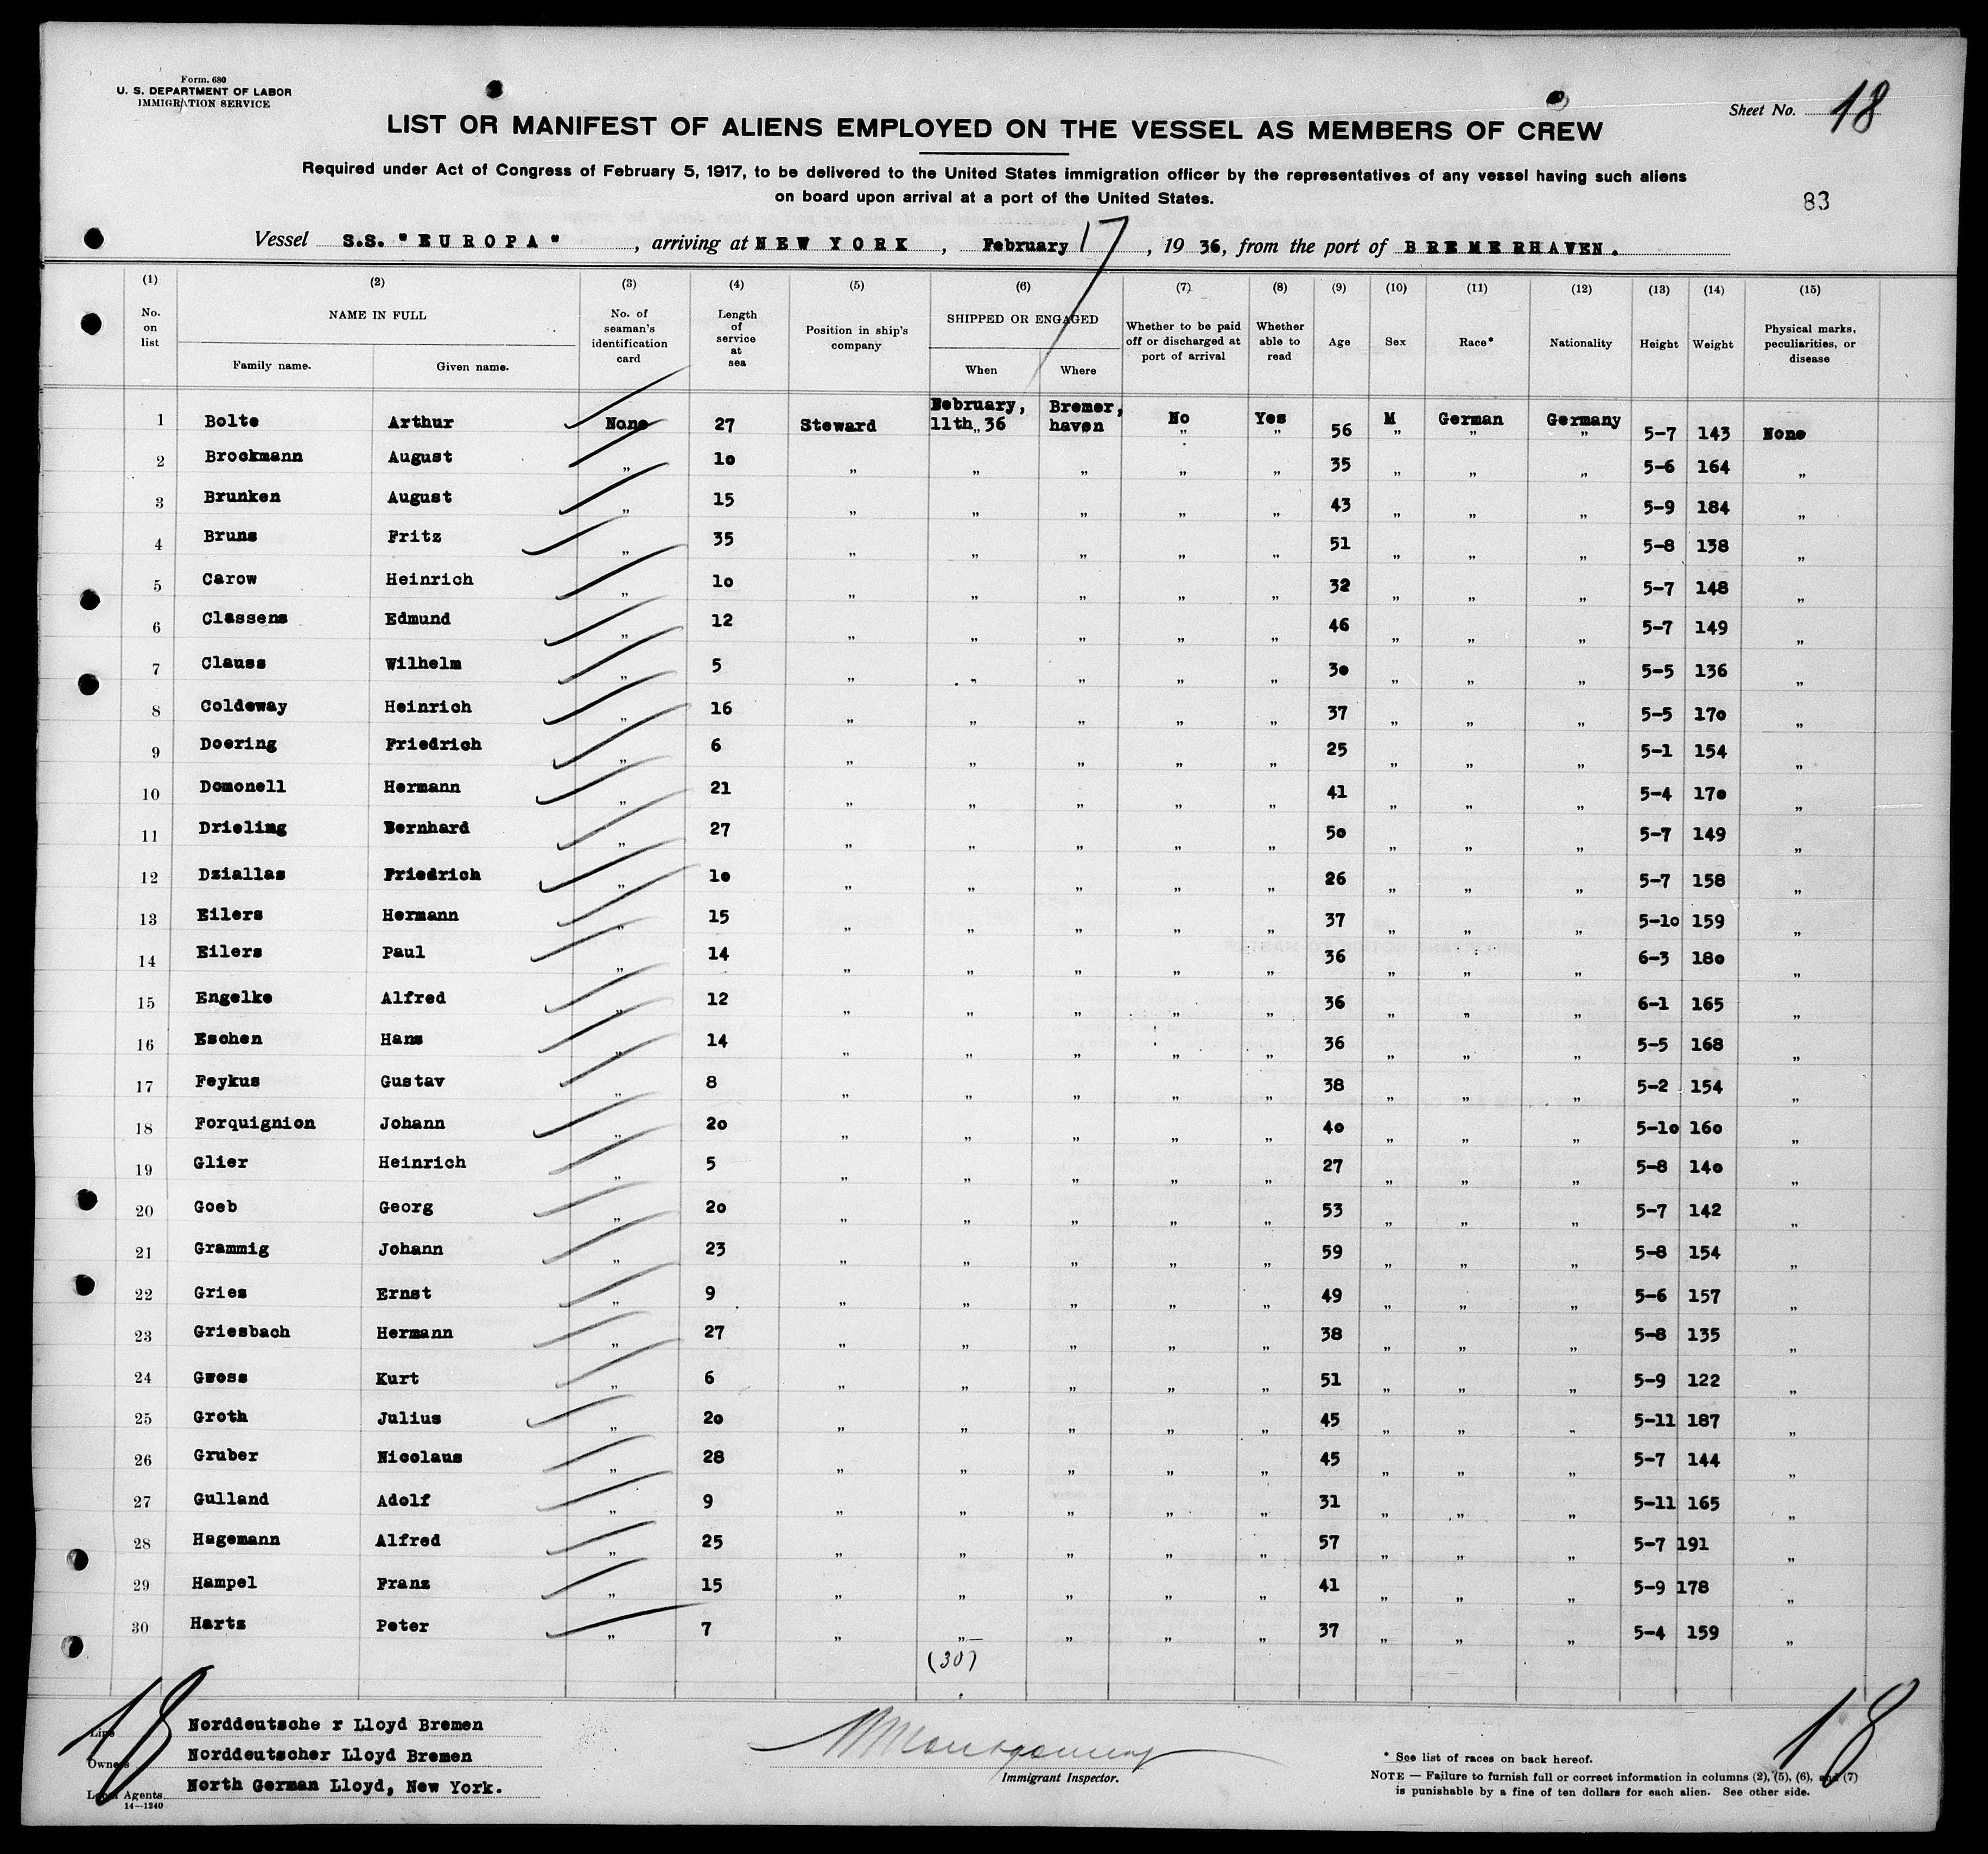 Form. 680
U. S. DEPARTMENT OF LABOR
IMMIGRATION SERVICE
Sheet No. 18
LIST OR MANIFEST OF ALIENS EMPLOYED ON THE VESSEL AS MEMBERS OF CREW
Required under Act of Congress of February 5, 1917, to be delivered to the United States immigration officer by the representatives of any vessel having such aliens
on board upon arrival at a port of the United States.
83
Vessel S.S. "EUROPA", arriving at NEW YORK, February 17, 19 36, from the port of BREMERHAVEN.
(1) (2) (3) (4) (5) (6) (7) (8) (9) (10) (11) (12) (13) (14) (15)
No. on list NAME IN FULL Family name. Given name. No. of seaman's identification card Length of service at sea Position in ship's company SHIPPED OR ENGAGED When Where Whether to be paid off or discharged at port of arrival Whether able to read Age Sex Race* Nationality Height Weight Physical marks, peculiarities, or disease
1 Bolte Arthur None 27 Steward February, 11th 36 Bremer, haven No Yes 56 M German Germany 5-7 143 None
2 Brockmann August " 10 " " " " " 35 " " " 5-6 164 "
3 Brunken August " 15 " " " " " 43 " " " 5-9 184 "
4 Bruns Fritz " 35 " " " " " 51 " " " 5-8 138 "
5 Carow Heinrich " 10 " " " " " 32 " " " 5-7 148 "
6 Classens Edmund " 12 " " " " " 46 " " " 5-7 149 "
7 Clauss Wilhelm " 5 " " " " " 30 " " " 5-5 136 "
8 Coldeway Heinrich " 16 " " " " " 37 " " " 5-5 170 "
9 Doering Friedrich " 6 " " " " " 25 " " " 5-1 154 "
10 Domonell Hermann " 21 " " " " " 41 " " " 5-4 170 "
11 Drieling Bernhard " 27 " " " " " 50 " " " 5-7 149 "
12 Dziallas Friedrich " 10 " " " " " 26 " " " 5-7 158 "
13 Eilers Hermann " 15 " " " " " 37 " " " 5-10 159 "
14 Eilers Paul " 14 " " " " " 36 " " " 6-3 180 "
15 Engelke Alfred " 12 " " " " " 36 " " " 6-1 165 "
16 Eschen Hans " 14 " " " " " 36 " " " 5-5 168 "
17 Feykus Gustav " 8 " " " " " 38 " " " 5-2 154 "
18 Forquignion Johann " 20 " " " " " 40 " " " 5-10 160 "
19 Glier Heinrich " 5 " " " " " 27 " " " 5-8 140 "
20 Goeb Georg " 20 " " " " " 53 " " " 5-7 142 "
21 Grammig Johann " 23 " " " " " 59 " " " 5-8 154 "
22 Gries Ernst " 9 " " " " " 49 " " " 5-6 157 "
23 Griesbach Hermann " 27 " " " " " 38 " " " 5-8 135 "
24 Gross Kurt " 6 " " " " " 51 " " " 5-9 122 "
25 Groth Julius " 20 " " " " " 45 " " " 5-11 187 "
26 Gruber Nicolaus " 28 " " " " " 45 " " " 5-7 144 "
27 Gulland Adolf " 9 " " " " " 31 " " " 5-11 165 "
28 Hagemann Alfred " 25 " " " " " 57 " " " 5-7 191 "
29 Hampel Franz " 15 " " " " " 41 " " " 5-9 178 "
30 Hartz Peter " 7 " " " " " 37 " " " 5-4 159 "
(30)
18
18
Line Norddeutsche r Lloyd Bremen
Owners Norddeutscher Lloyd Bremen
Local Agents North German Lloyd, New York.
14—1240
Montgomery
Immigrant Inspector.
* See list of races on back hereof.
NOTE — Failure to furnish full or correct information in columns (2), (5), (6), and (7)
is punishable by a fine of ten dollars for each alien. See other side.